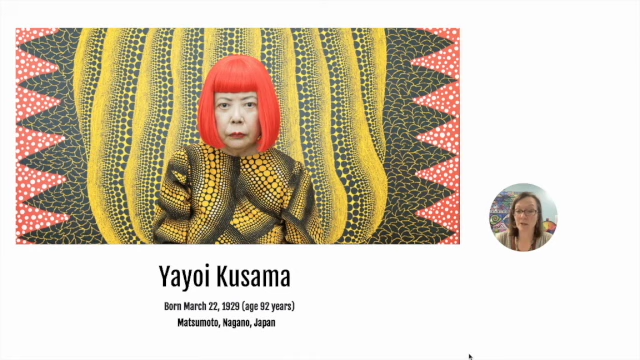 Yayoi Kusama
Born March 22, 1929 (age 92 years)
Matsumoto, Nagano, Japan